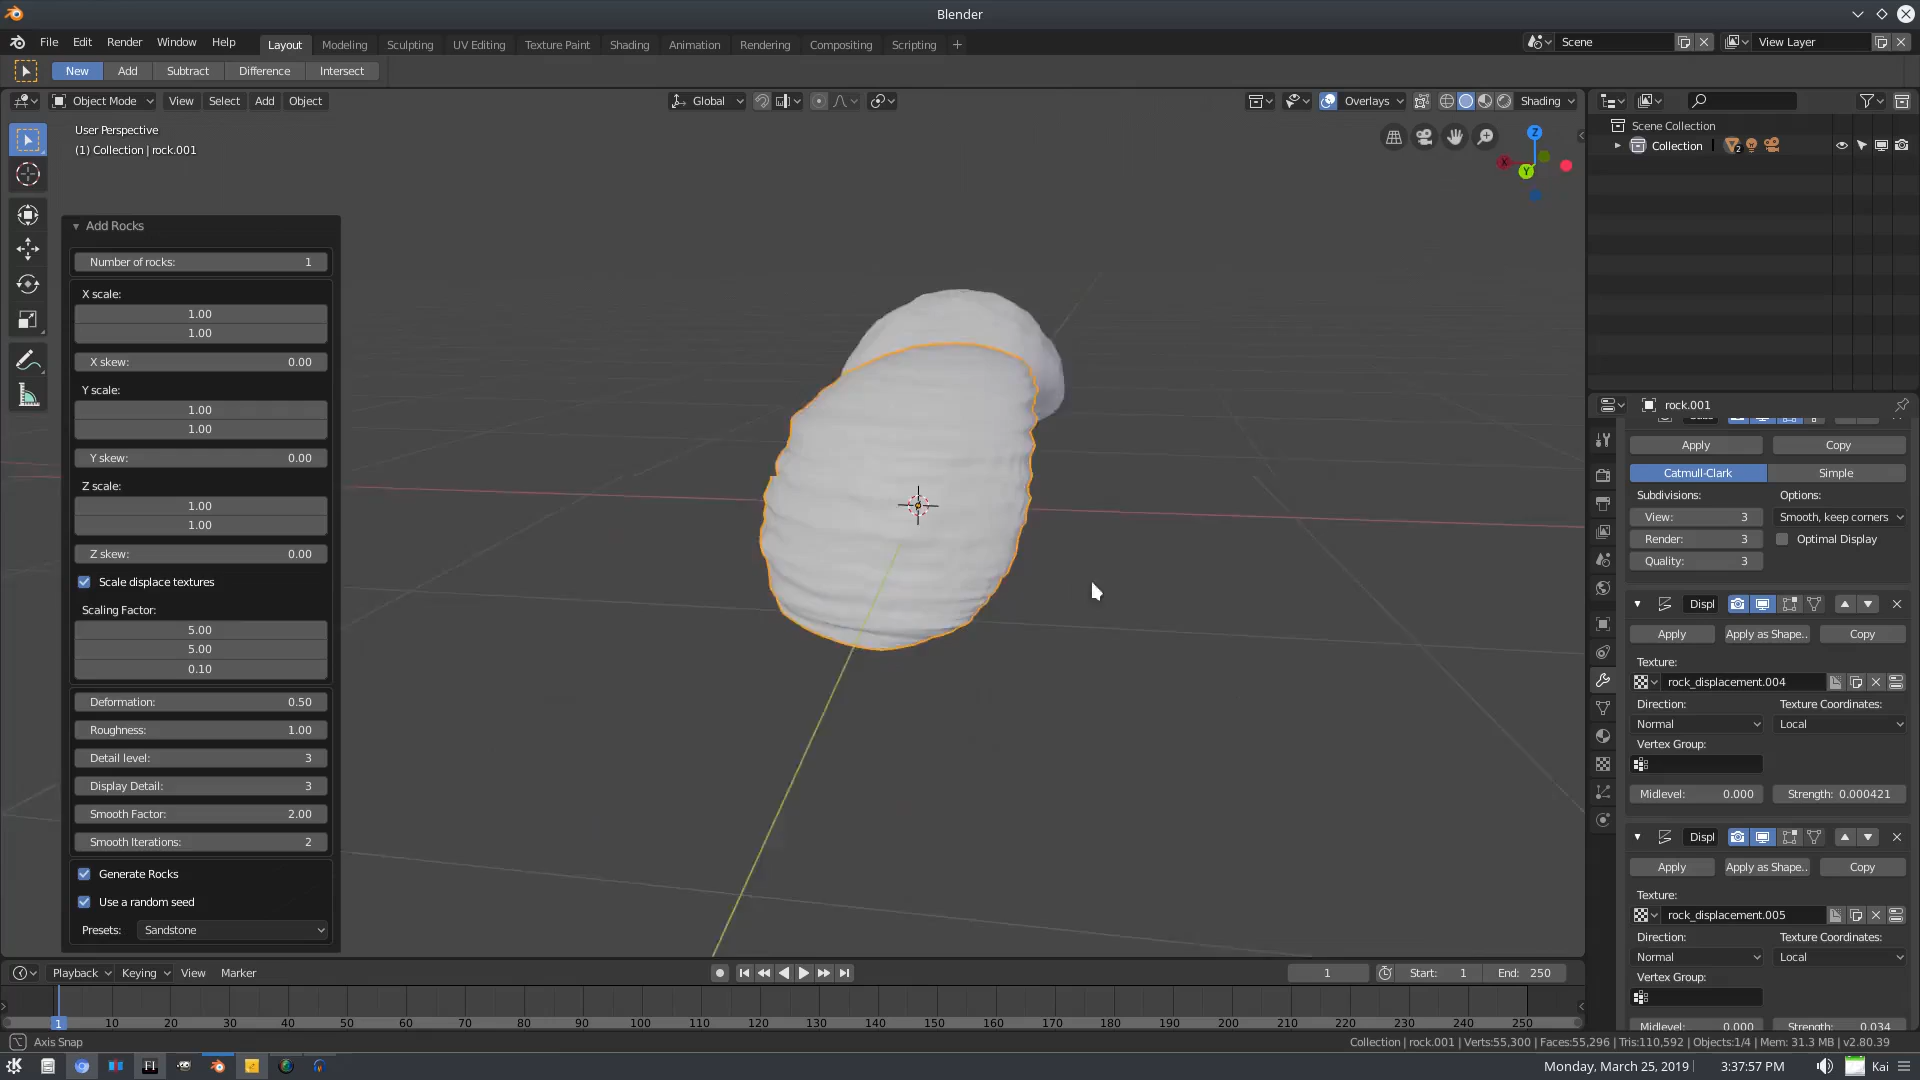 Blender
File Edit Render Window Help Layout Modeling Sculpting UV Editing Texture Paint Shading Animation Rendering Compositing Scripting + Scene View Layer
New Add Subtract Difference Intersect
Object Mode View Select Add Object Global Overlays Shading
User Perspective
(1) Collection | rock.001
Z
X
Y
Scene Collection
Collection 2
Add Rocks
Number of rocks: 1
X scale:
1.00
1.00
X skew: 0.00
Y scale:
1.00
1.00
Y skew: 0.00
Z scale:
1.00
1.00
Z skew: 0.00
Scale displace textures
Scaling Factor:
5.00
5.00
0.10
Deformation: 0.50
Roughness: 1.00
Detail level: 3
Display Detail: 3
Smooth Factor: 2.00
Smooth Iterations: 2
Generate Rocks
Use a random seed
Presets: Sandstone
rock.001
Apply Copy
Catmull-Clark Simple
Subdivisions: Options:
View: 3 Smooth, keep corners
Render: 3 Optimal Display
Quality: 3
Displ
Apply Apply as Shape.. Copy
Texture:
rock_displacement.004
Direction: Texture Coordinates:
Normal Local
Vertex Group:
Midlevel: 0.000 Strength: 0.000421
Displ
Apply Apply as Shape.. Copy
Texture:
rock_displacement.005
Direction: Texture Coordinates:
Normal Local
Vertex Group:
Midlevel: 0.000 Strength: 0.034
Playback Keying View Marker 1 Start: 1 End: 250
1 10 20 30 40 50 60 70 80 90 100 110 120 130 140 150 160 170 180 190 200 210 220 230 240 250
Axis Snap Collection | rock.001 | Verts:55,300 | Faces:55,296 | Tris:110,592 | Objects:1/4 | Mem: 31.3 MB | v2.80.39
Monday, March 25, 2019 3:37:57 PM Kai